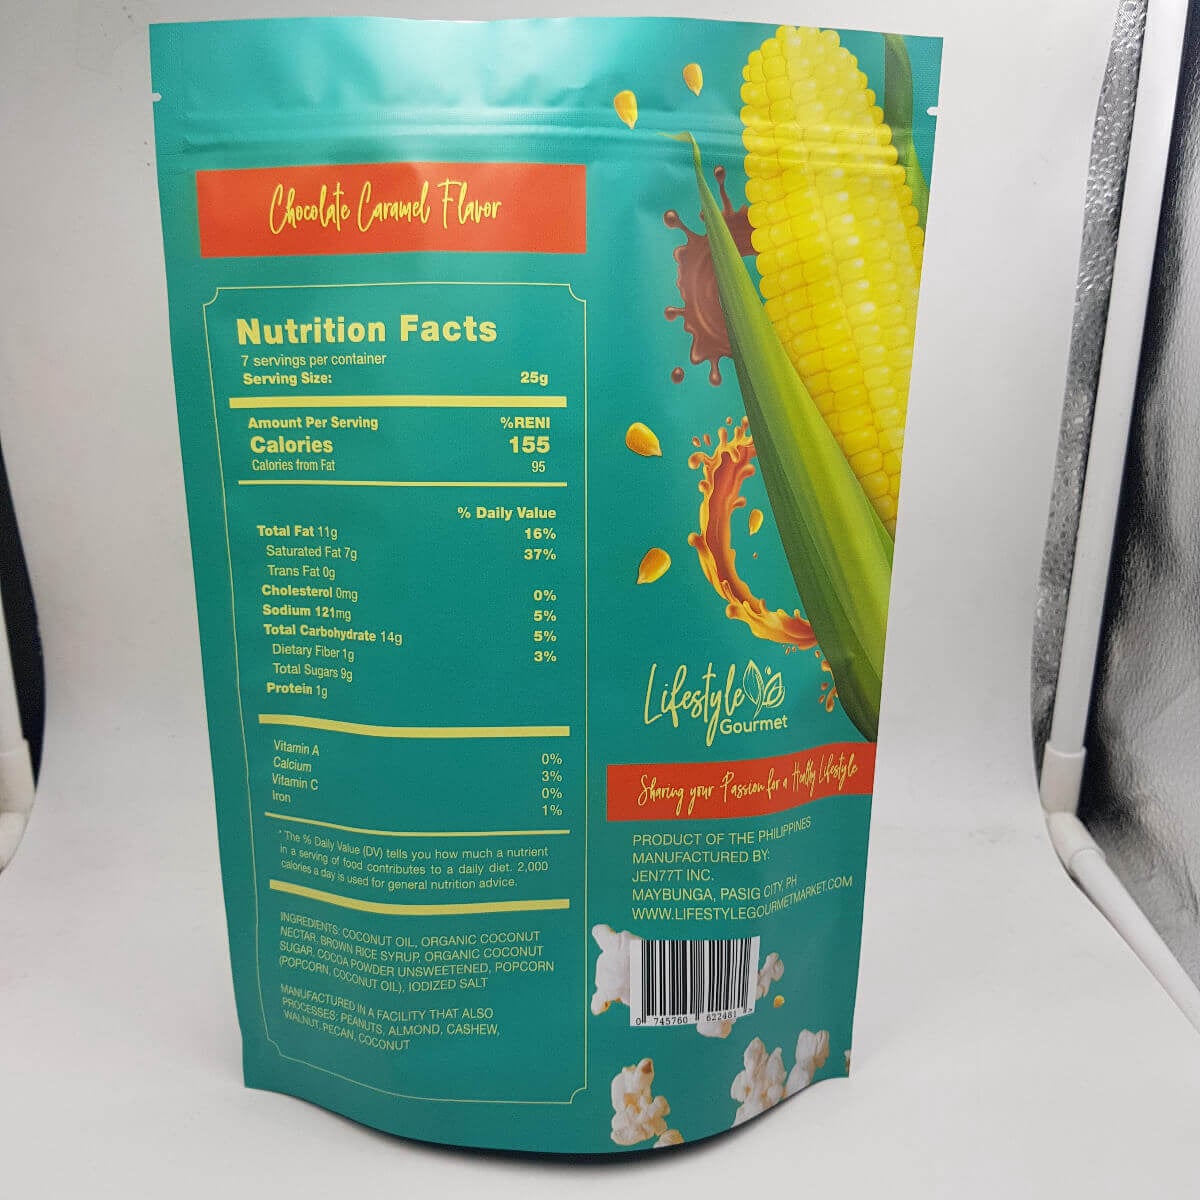 Chocolate Caramel Flavor
Nutrition Facts
7 servings per container
Serving Size: 25g
Amount Per Serving %RENI
Calories 155
Calories from Fat 95
% Daily Value
Total Fat 11g 16%
Saturated Fat 7g 37%
Trans Fat 0g
Cholesterol 0mg 0%
Sodium 121mg 5%
Total Carbohydrate 14g 5%
Dietary Fiber 1g 3%
Total Sugars 9g
Protein 1g
Vitamin A 0%
Calcium 3%
Vitamin C 0%
Iron 1%
* The % Daily Value (DV) tells you how much a nutrient
in a serving of food contributes to a daily diet. 2,000
calories a day is used for general nutrition advice.
INGREDIENTS: COCONUT OIL, ORGANIC COCONUT
NECTAR, BROWN RICE SYRUP, ORGANIC COCONUT
SUGAR, COCOA POWDER UNSWEETENED, POPCORN
(POPCORN, COCONUT OIL), IODIZED SALT
MANUFACTURED IN A FACILITY THAT ALSO
PROCESSES: PEANUTS, ALMOND, CASHEW,
WALNUT, PECAN, COCONUT
Lifestyle
Gourmet
Sharing your Passion for a Healthy Lifestyle
PRODUCT OF THE PHILIPPINES
MANUFACTURED BY:
JEN77T INC.
MAYBUNGA, PASIG CITY, PH
WWW.LIFESTYLEGOURMETMARKET.COM
0 745760 622481 >